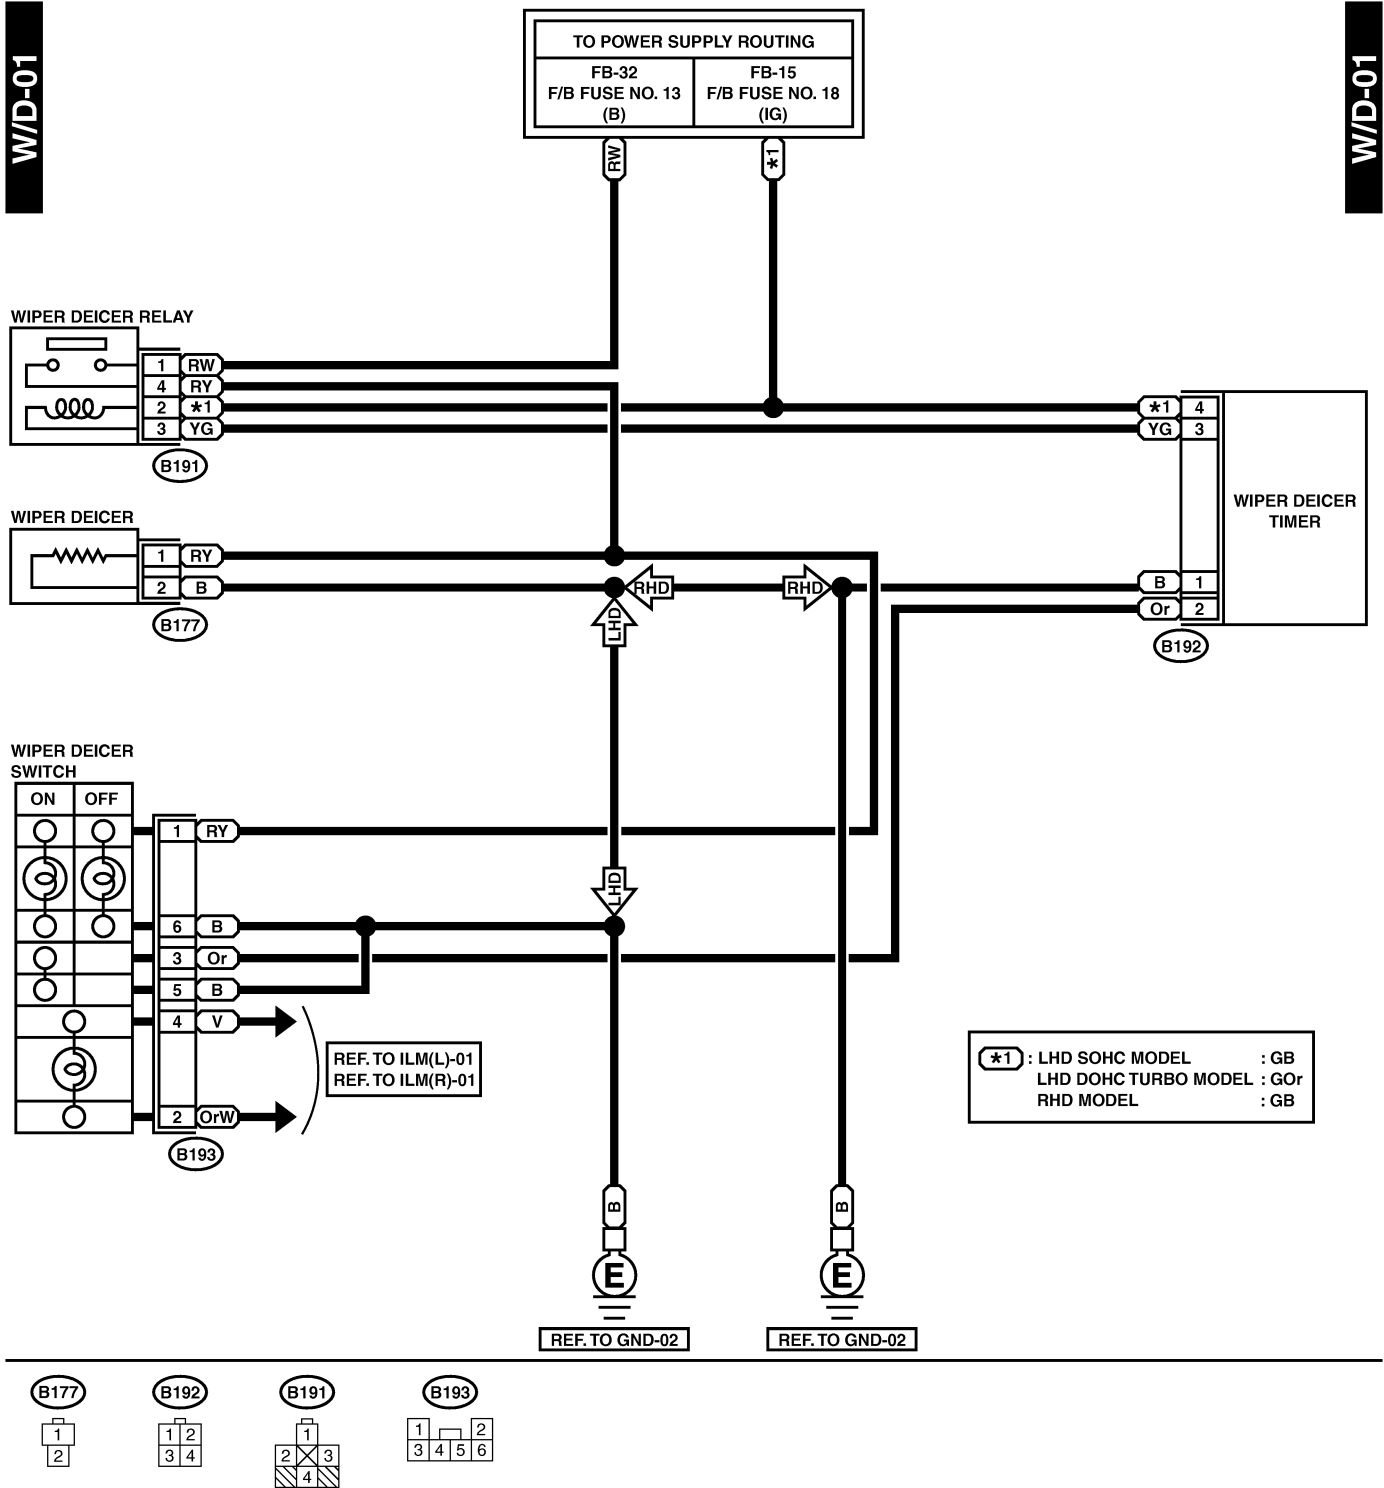 W/D-01
W/D-01
TO POWER SUPPLY ROUTING
FB-32
F/B FUSE NO. 13
(B)
FB-15
F/B FUSE NO. 18
(IG)
RW
*1
WIPER DEICER RELAY
1 RW
4 RY
2 *1
3 YG
B191
*1 4
YG 3
WIPER DEICER
TIMER
B 1
Or 2
B192
WIPER DEICER
1 RY
2 B
B177
RHD
RHD
LHD
LHD
WIPER DEICER
SWITCH
ON OFF
1 RY
6 B
3 Or
5 B
4 V
2 OrW
B193
REF. TO ILM(L)-01
REF. TO ILM(R)-01
*1 : LHD SOHC MODEL : GB
LHD DOHC TURBO MODEL : GOr
RHD MODEL : GB
B
B
E
E
REF. TO GND-02
REF. TO GND-02
B177
1
2
B192
1 2
3 4
B191
1
2 3
4
B193
1 2
3 4 5 6